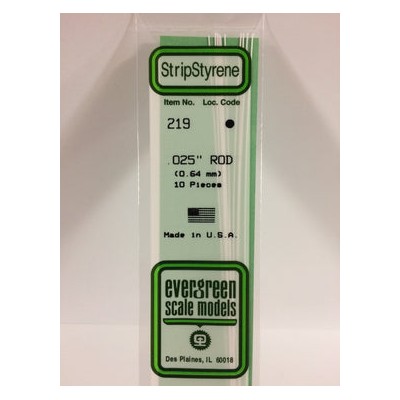 StripStyrene
Item No. Loc. Code
219
.025" ROD
(0.64 mm)
10 Pieces
Made in U.S.A.
evergreen
scale models
Des Plaines, IL 60018